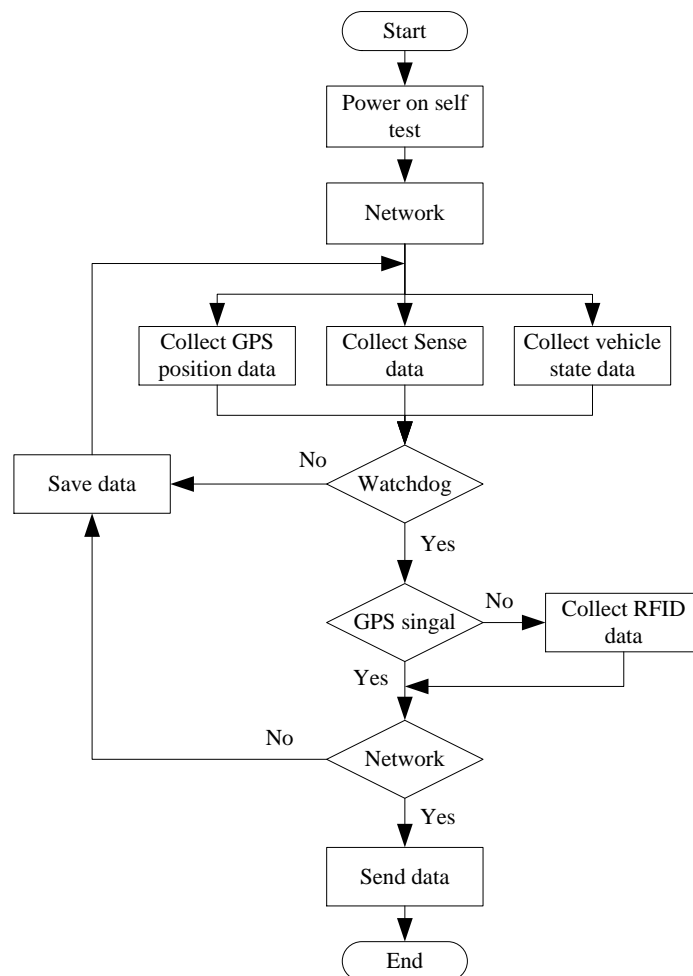 Start
Power on self
test
Network
Collect GPS
position data
Collect Sense
data
Collect vehicle
state data
No
Save data
Watchdog
Yes
GPS singal
No
Collect RFID
data
Yes
No
Network
Yes
Send data
End